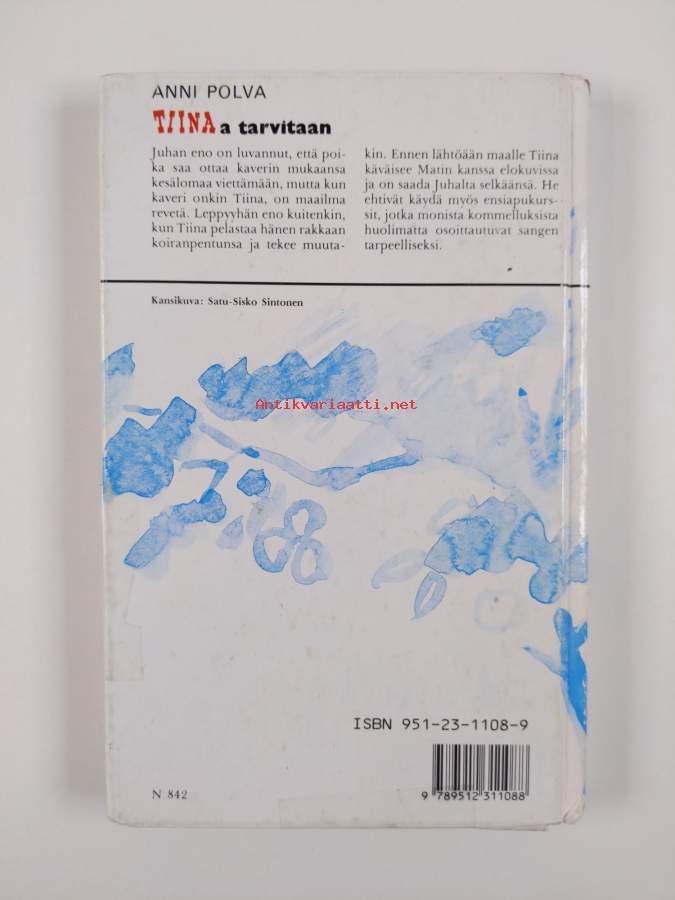 ANNI POLVA
TIINAa tarvitaan
Juhan eno on luvannut, että poi-
ka saa ottaa kaverin mukaansa
kesälomaa viettämään, mutta kun
kaveri onkin Tiina, on maailma
revetä. Leppyyhän eno kuitenkin,
kun Tiina pelastaa hänen rakkaan
koiranpentunsa ja tekee muuta-
kin. Ennen lähtöään maalle Tiina
käväisee Matin kanssa elokuvissa
ja on saada Juhalta selkäänsä. He
ehtivät käydä myös ensiapukurs-
sit, jotka monista kommelluksista
huolimatta osoittautuvat sangen
tarpeelliseksi.
Kansikuva: Satu-Sisko Sintonen
Antikvariaatti.net
ISBN 951-23-1108-9
9 789512 311088
N 842